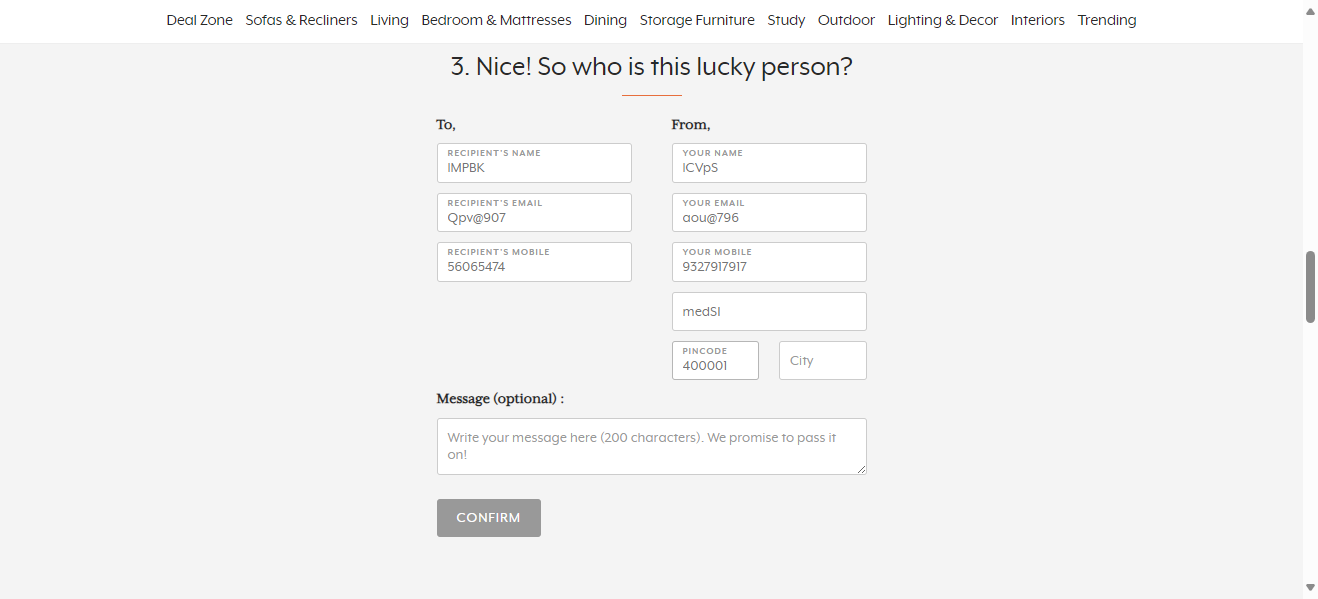 Deal Zone Sofas & Recliners Living Bedroom & Mattresses Dining Storage Furniture Study Outdoor Lighting & Decor Interiors Trending
3. Nice! So who is this lucky person?
To,
RECIPIENT'S NAME
IMPBK
RECIPIENT'S EMAIL
Qpv@907
RECIPIENT'S MOBILE
56065474
From,
YOUR NAME
ICVpS
YOUR EMAIL
aou@796
YOUR MOBILE
9327917917
medSI
PINCODE
400001
City
Message (optional) :
Write your message here (200 characters). We promise to pass it
on!
CONFIRM